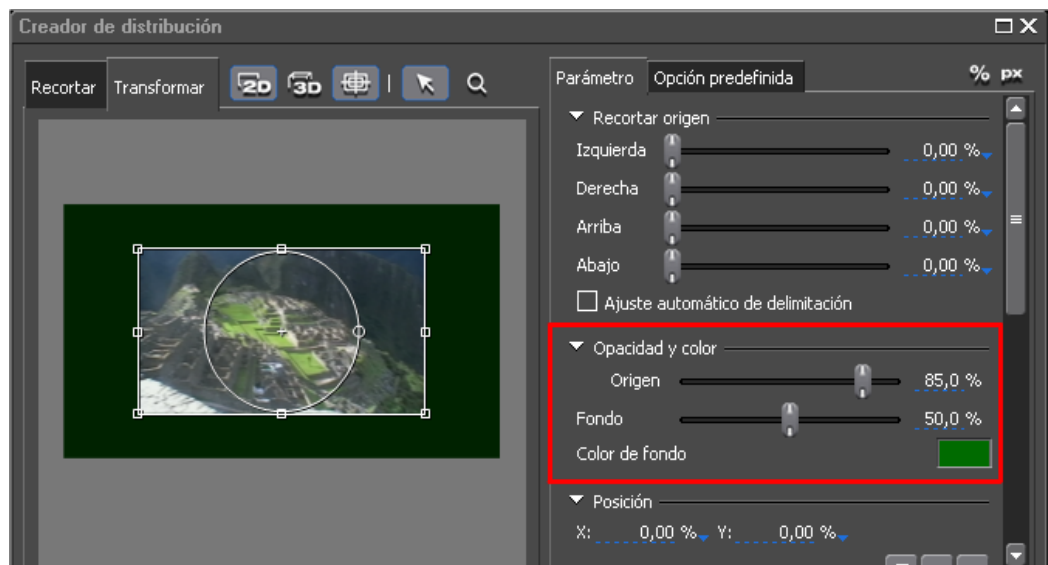 Creador de distribución
Recortar Transformar 2D 3D
Parámetro Opción predefinida % px
Recortar origen
Izquierda 0,00 %
Derecha 0,00 %
Arriba 0,00 %
Abajo 0,00 %
Ajuste automático de delimitación
Opacidad y color
Origen 85,0 %
Fondo 50,0 %
Color de fondo
Posición
X: 0,00 % Y: 0,00 %